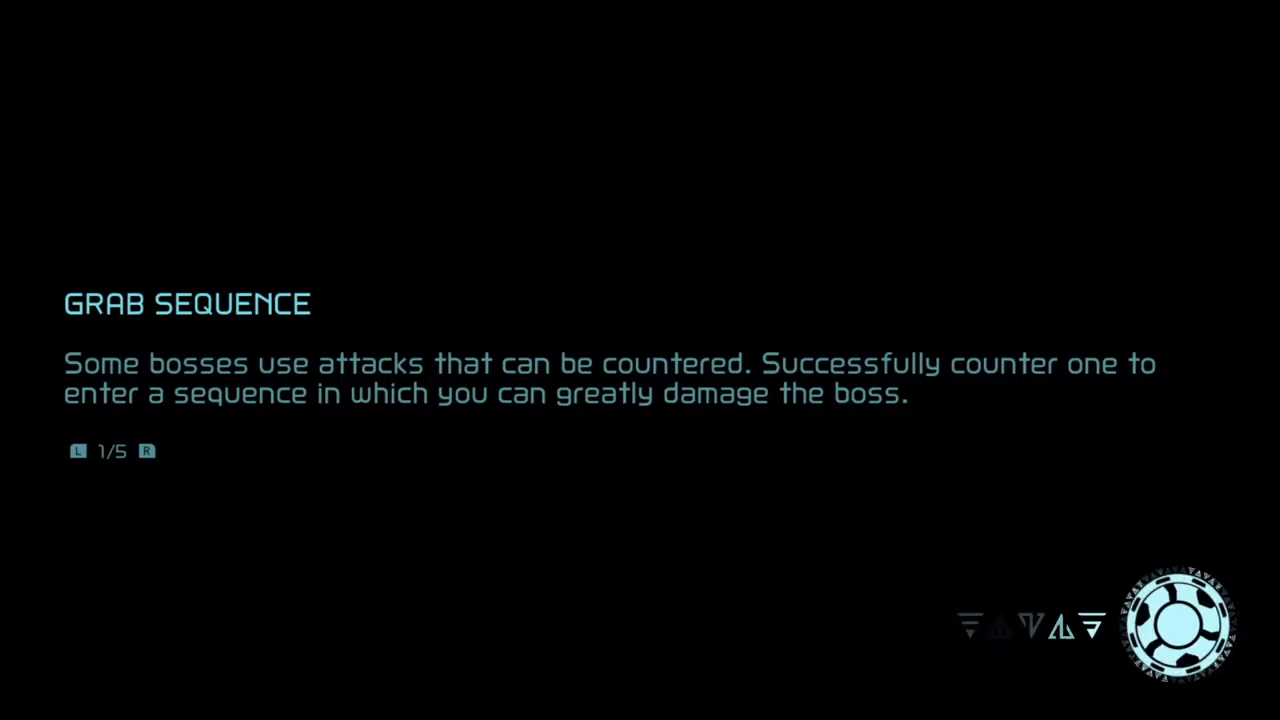 GRAB SEQUENCE
Some bosses use attacks that can be countered. Successfully counter one to
enter a sequence in which you can greatly damage the boss.
L 1/5 R